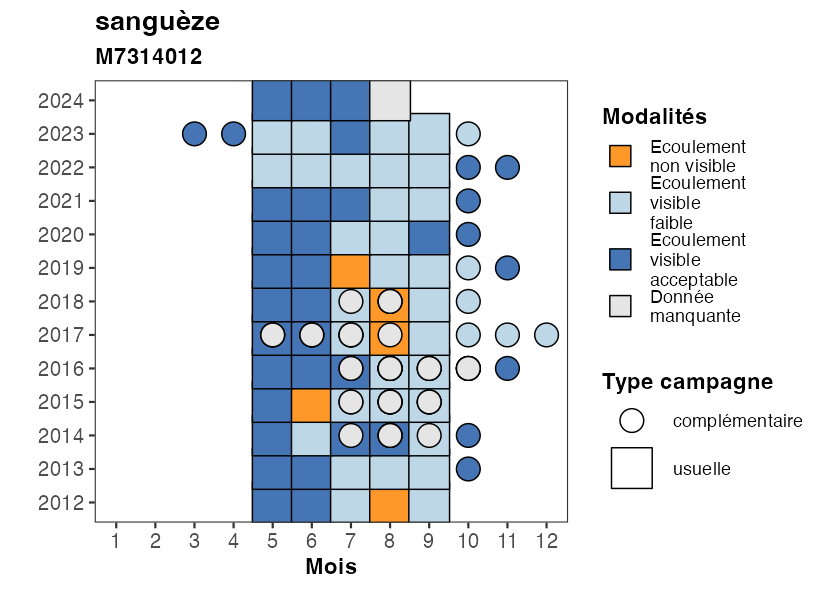 sanguèze
M7314012
2024
2023
2022
2021
2020
2019
2018
2017
2016
2015
2014
2013
2012
1 2 3 4 5 6 7 8 9 10 11 12
Mois
Modalités
Ecoulement
non visible
Ecoulement
visible
faible
Ecoulement
visible
acceptable
Donnée
manquante
Type campagne
complémentaire
usuelle